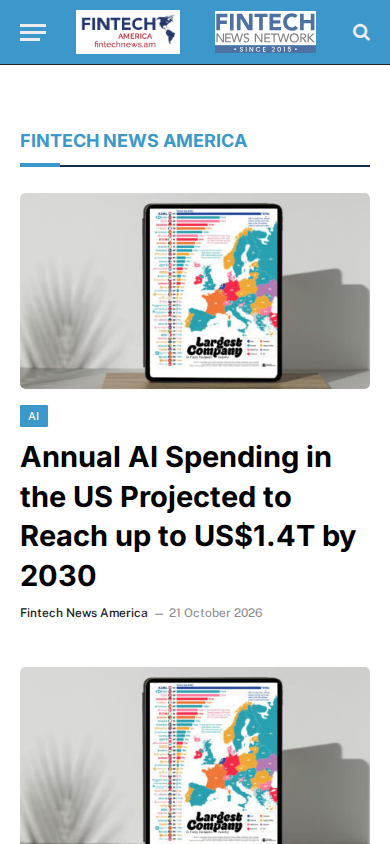 FINTECH
AMERICA
fintechnews.am
FINTECH
NEWS NETWORK
• SINCE 2015 •
FINTECH NEWS AMERICA
Largest
Company
AI
Annual AI Spending in
the US Projected to
Reach up to US$1.4T by
2030
Fintech News America — 21 October 2026
Largest
Company